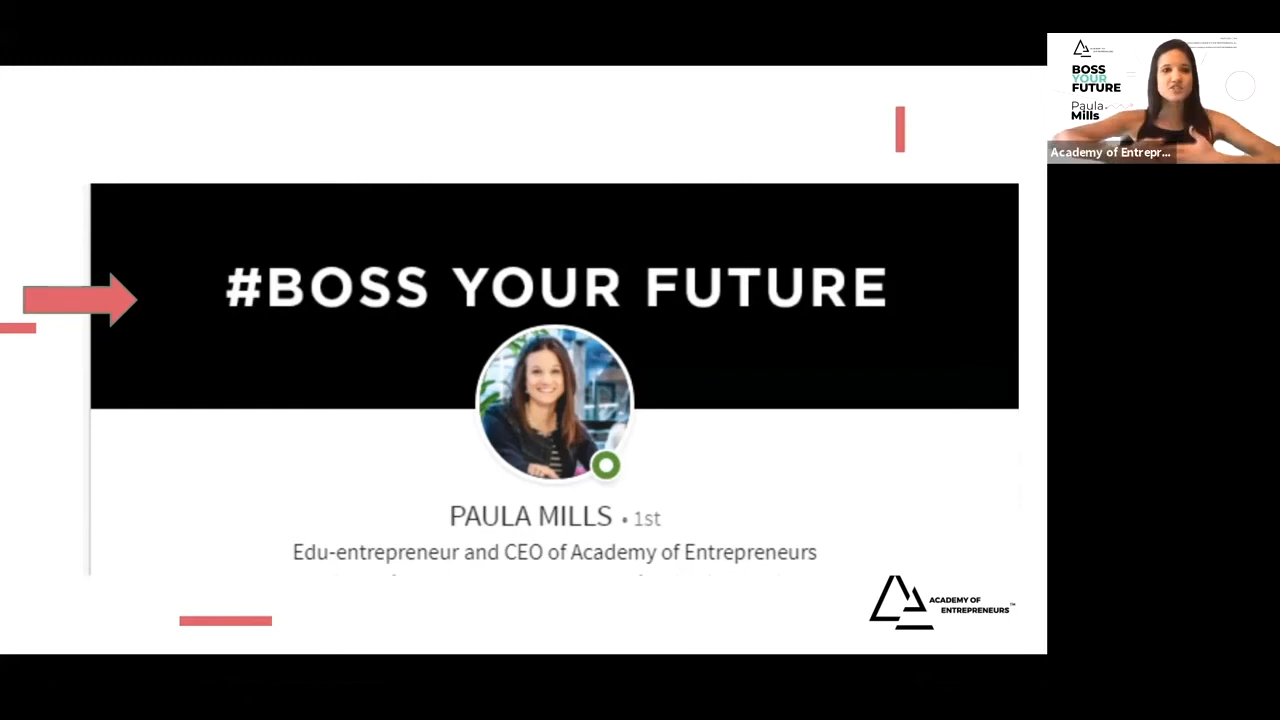 #BOSS YOUR FUTURE
PAULA MILLS • 1st
Edu-entrepreneur and CEO of Academy of Entrepreneurs
ACADEMY OF
ENTREPRENEURS™
BOSS
YOUR
FUTURE
Paula
Mills
Academy of Entrepr...